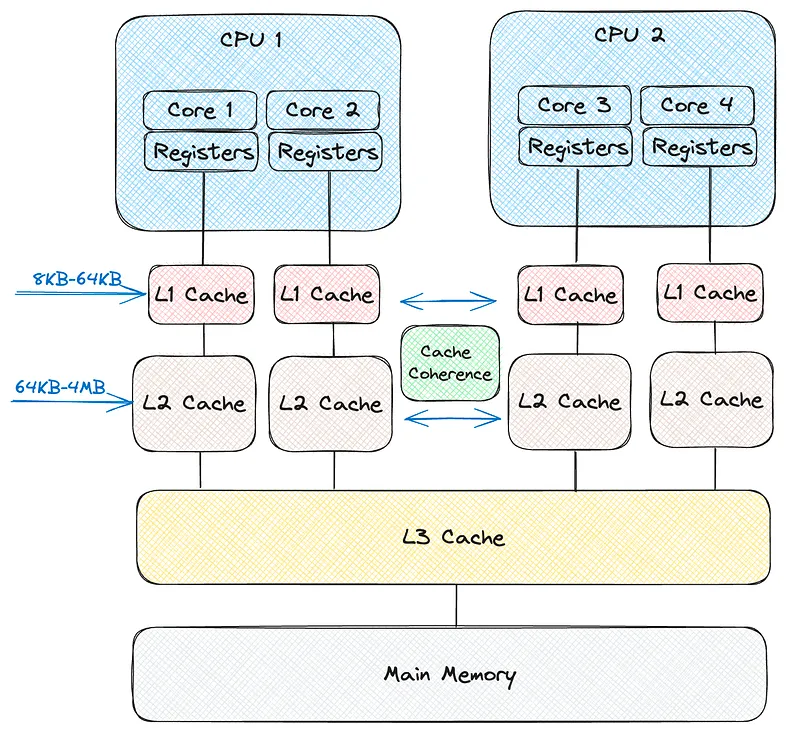 CPU 1
CPU 2
Core 1
Core 2
Core 3
Core 4
Registers
Registers
Registers
Registers
8KB-64KB
L1 Cache
L1 Cache
L1 Cache
L1 Cache
Cache
Coherence
64KB-4MB
L2 Cache
L2 Cache
L2 Cache
L2 Cache
L3 Cache
Main Memory